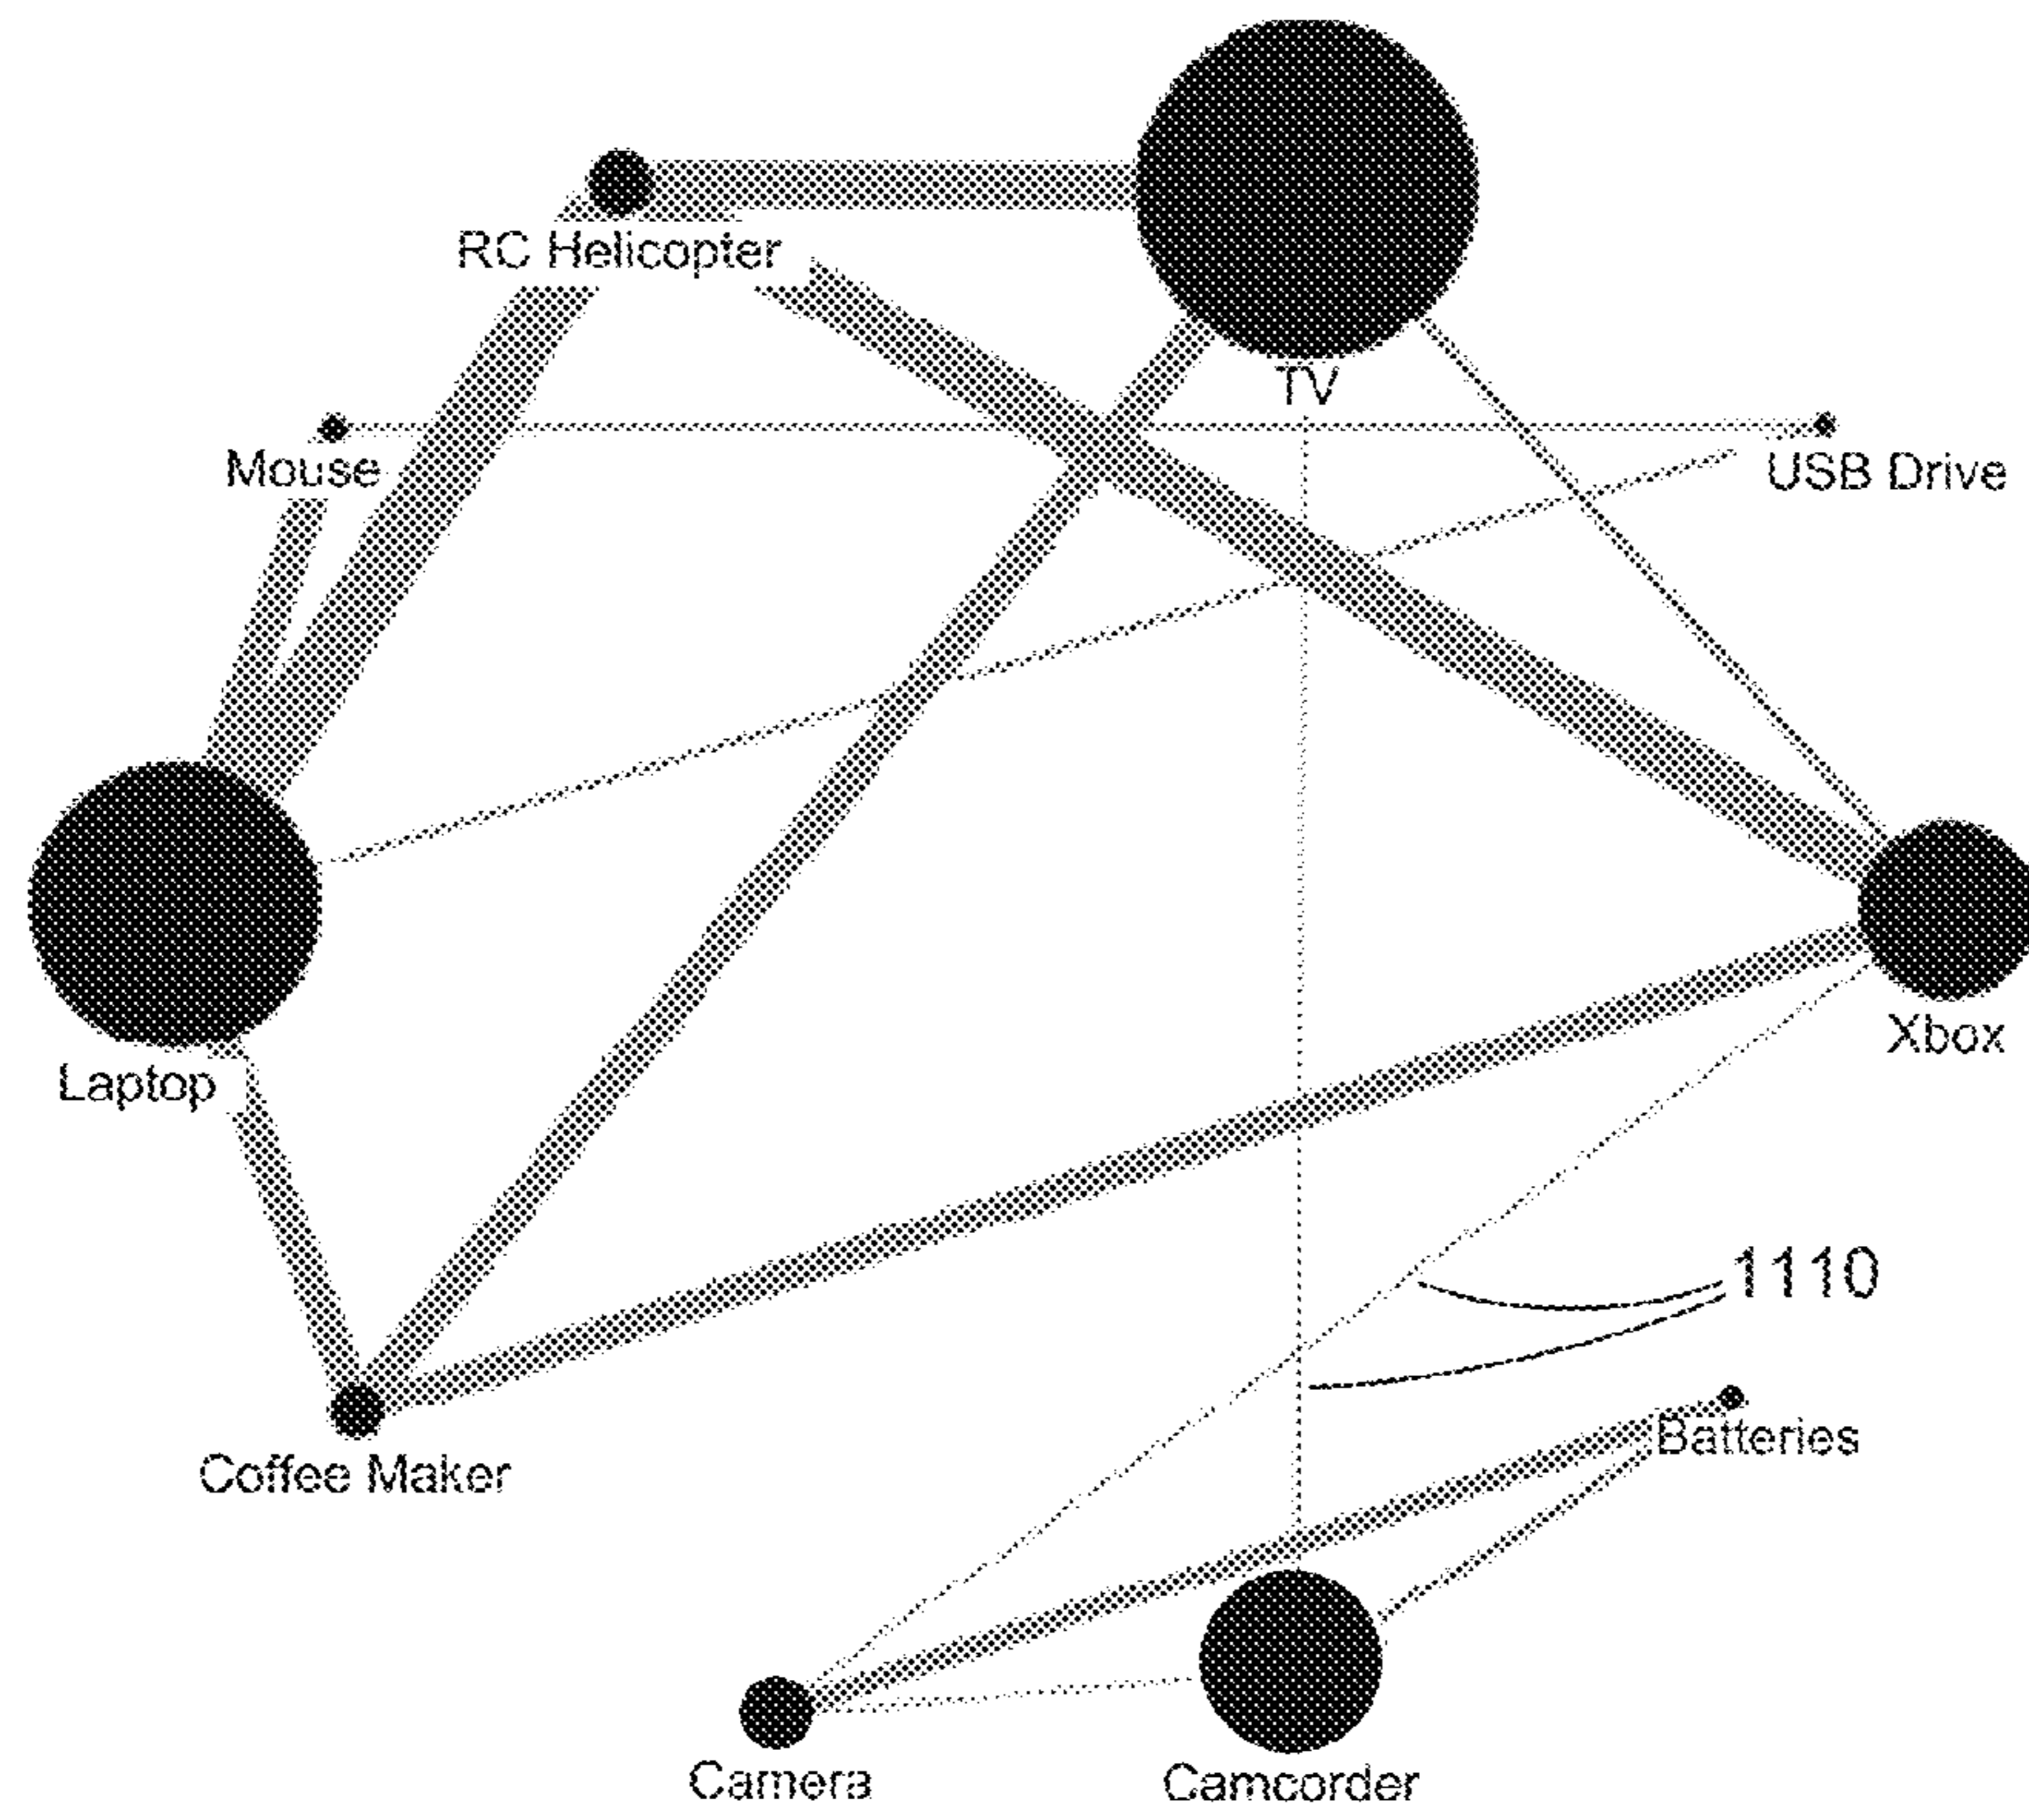 RC Helicopter
TV
Mouse
USB Drive
Laptop
Xbox
1110
Batteries
Coffee Maker
Camera
Camcorder